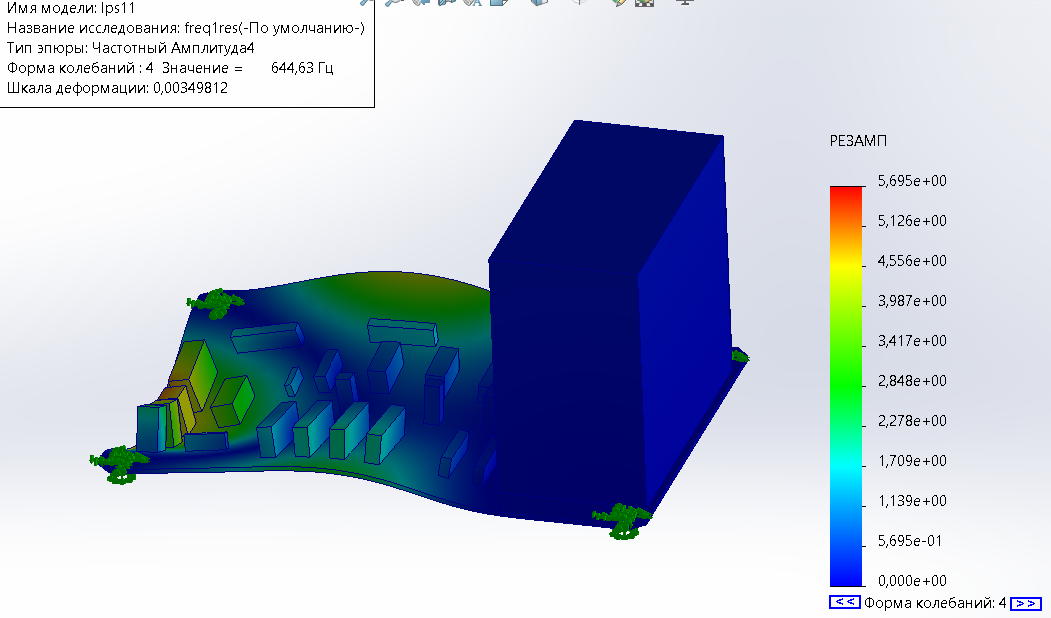 Имя модели: lps11
Название исследования: freq1res(-По умолчанию-)
Тип эпюры: Частотный Амплитуда4
Форма колебаний : 4 Значение = 644,63 Гц
Шкала деформации: 0,00349812
РЕЗАМП
5,695e+00
5,126e+00
4,556e+00
3,987e+00
3,417e+00
2,848e+00
2,278e+00
1,709e+00
1,139e+00
5,695e-01
0,000e+00
<< Форма колебаний: 4 >>